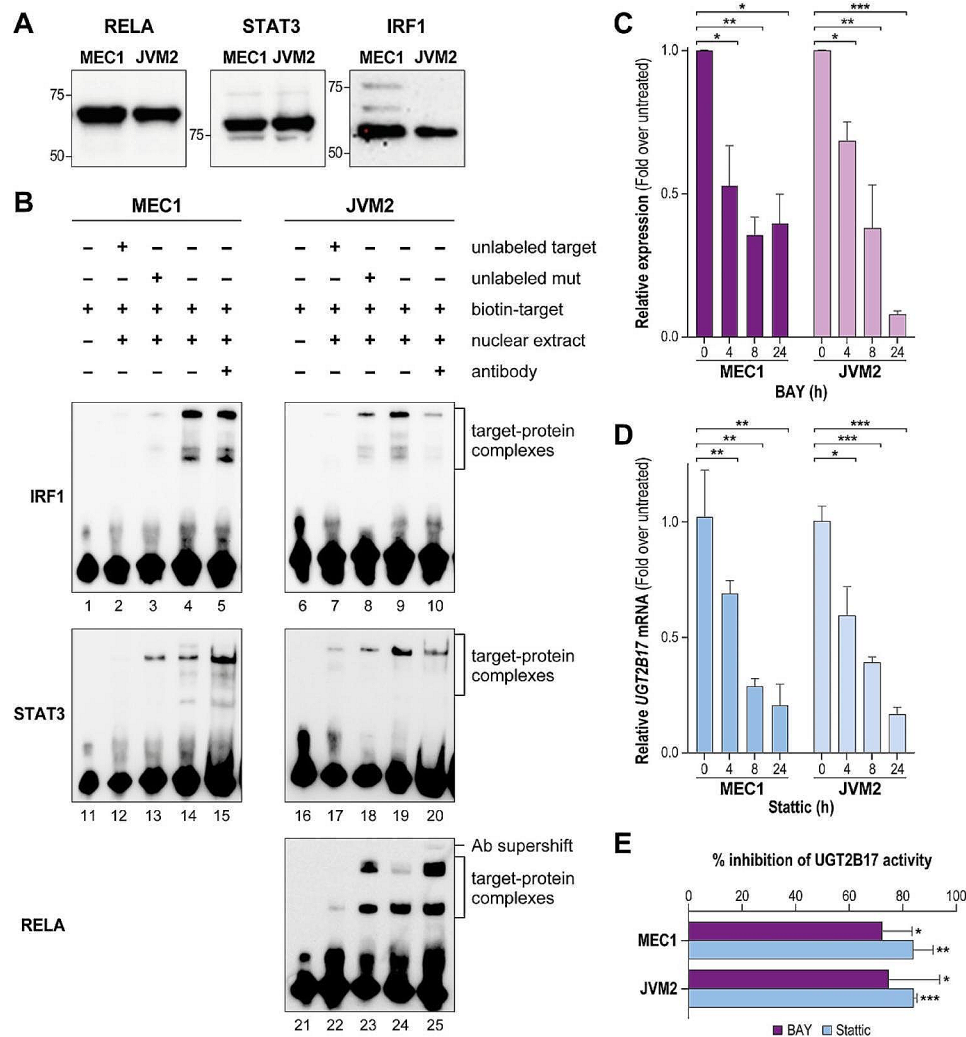 A
RELA
STAT3
IRF1
MEC1 JVM2
MEC1 JVM2
MEC1 JVM2
75
50
75
75
50
B
MEC1
JVM2
– + – – – – + – – – unlabeled target
– – + – – – – + – – unlabeled mut
+ + + + + + + + + + biotin-target
– + + + + – + + + + nuclear extract
– – – – + – – – – + antibody
IRF1
target-protein
complexes
1 2 3 4 5
6 7 8 9 10
STAT3
target-protein
complexes
11 12 13 14 15
16 17 18 19 20
RELA
Ab supershift
target-protein
complexes
21 22 23 24 25
C
* ** *
*** ** *
Relative expression (Fold over untreated)
1.0
0.5
0.0
0 4 8 24
0 4 8 24
MEC1
JVM2
BAY (h)
D
** ** **
*** *** *
Relative UGT2B17 mRNA (Fold over untreated)
1.0
0.5
0.0
0 4 8 24
0 4 8 24
MEC1
JVM2
Stattic (h)
E
% inhibition of UGT2B17 activity
0 20 40 60 80 100
MEC1
*
**
JVM2
*
***
BAY
Stattic